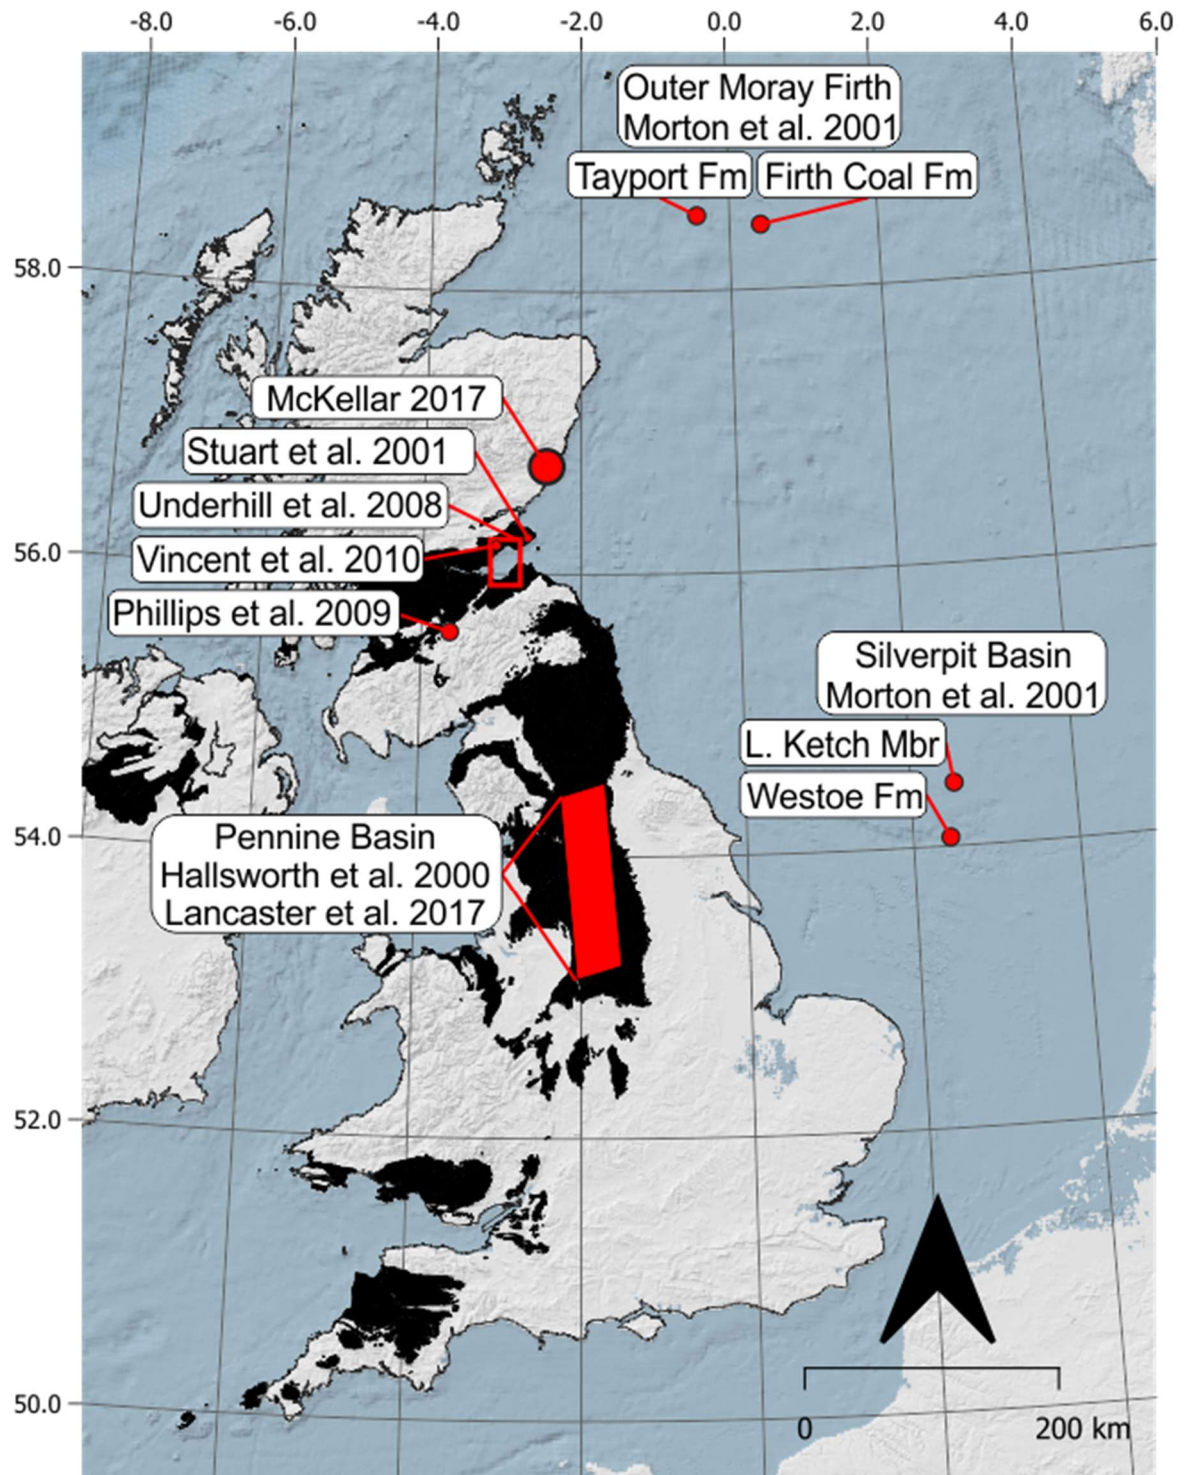 -8.0 -6.0 -4.0 -2.0 0.0 2.0 4.0 6.0
Outer Moray Firth
Morton et al. 2001
Tayport Fm
Firth Coal Fm
58.0
McKellar 2017
Stuart et al. 2001
Underhill et al. 2008
56.0
Vincent et al. 2010
Phillips et al. 2009
Silverpit Basin
Morton et al. 2001
L. Ketch Mbr
Westoe Fm
54.0
Pennine Basin
Hallsworth et al. 2000
Lancaster et al. 2017
52.0
50.0
0 200 km